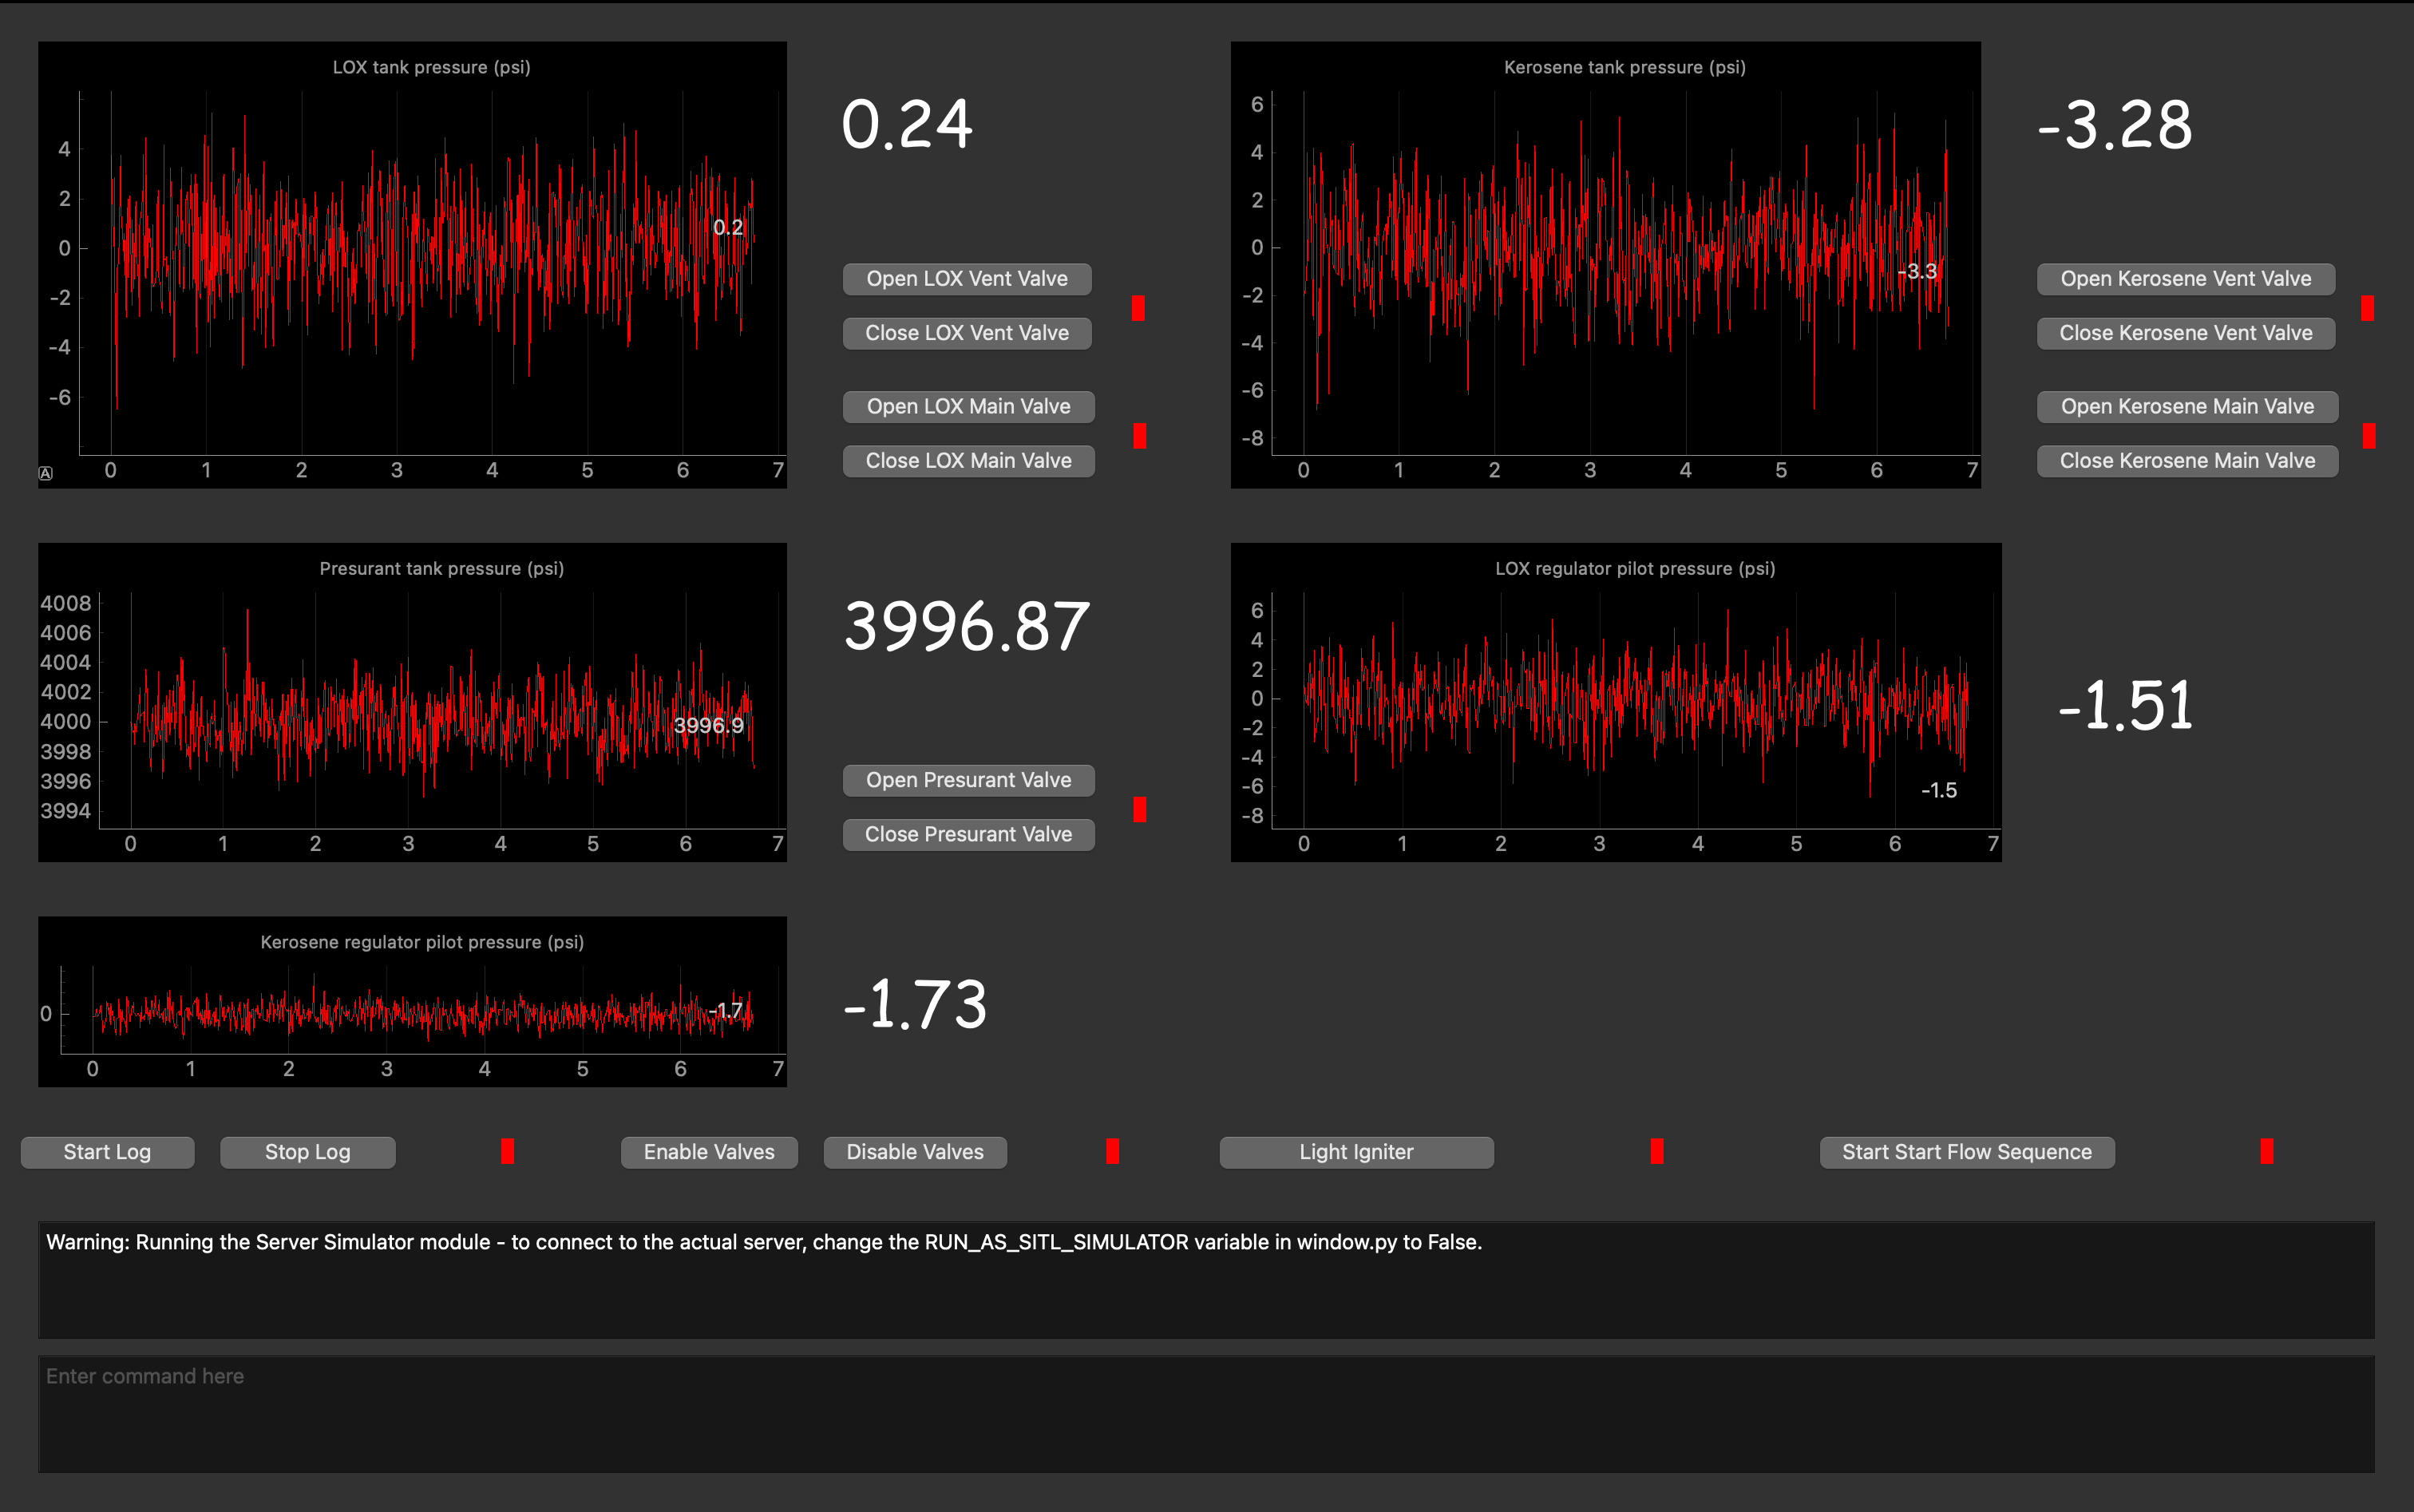 LOX tank pressure (psi)
4
2
0
-2
-4
-6
0.2
0 1 2 3 4 5 6 7
A
0.24
Open LOX Vent Valve
Close LOX Vent Valve
Open LOX Main Valve
Close LOX Main Valve
Kerosene tank pressure (psi)
6
4
2
0
-2
-4
-6
-8
-3.3
0 1 2 3 4 5 6 7
-3.28
Open Kerosene Vent Valve
Close Kerosene Vent Valve
Open Kerosene Main Valve
Close Kerosene Main Valve
Presurant tank pressure (psi)
4008
4006
4004
4002
4000
3998
3996
3994
3996.9
0 1 2 3 4 5 6 7
3996.87
Open Presurant Valve
Close Presurant Valve
LOX regulator pilot pressure (psi)
6
4
2
0
-2
-4
-6
-8
-1.5
0 1 2 3 4 5 6 7
-1.51
Kerosene regulator pilot pressure (psi)
0
-1.7
0 1 2 3 4 5 6 7
-1.73
Start Log Stop Log Enable Valves Disable Valves Light Igniter Start Start Flow Sequence
Warning: Running the Server Simulator module - to connect to the actual server, change the RUN_AS_SITL_SIMULATOR variable in window.py to False.
Enter command here